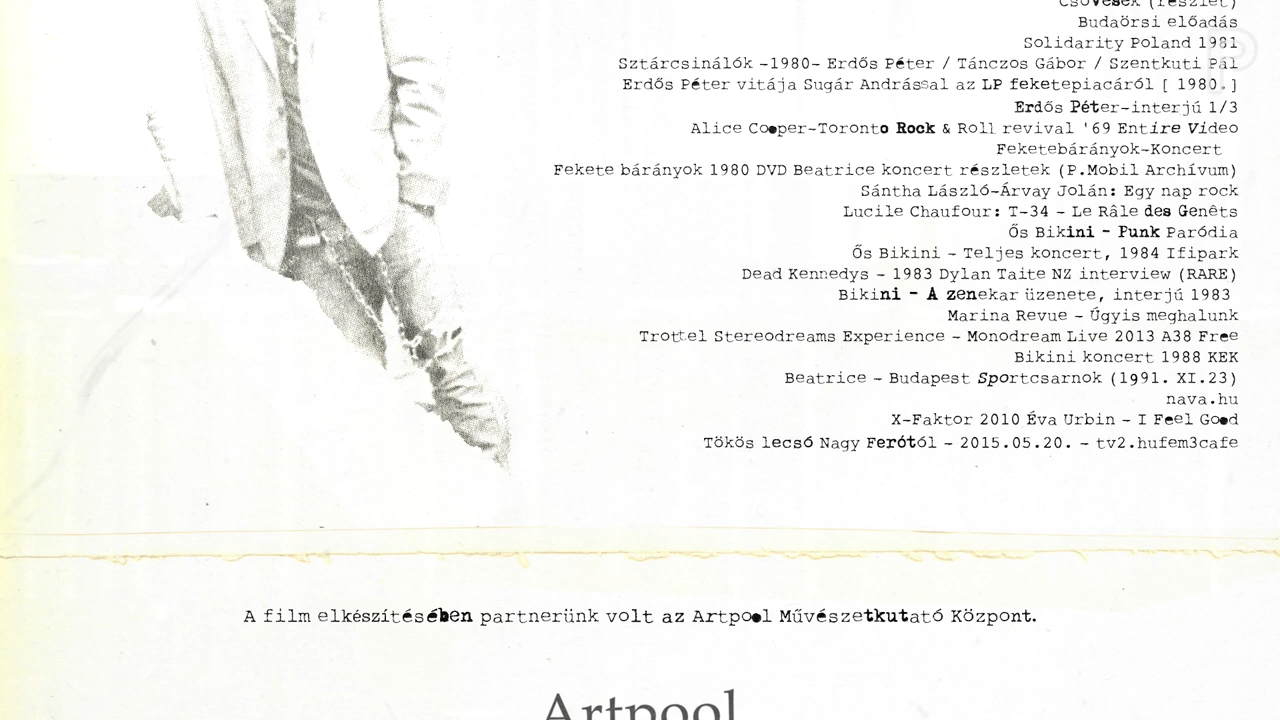 Csövesek (részlet)
Budaörsi előadás
Solidarity Poland 1981
Sztárcsinálók -1980- Erdős Péter / Tánczos Gábor / Szentkuti Pál
Erdős Péter vitája Sugár Andrással az LP feketepiacáról [ 1980.]
Erdős Péter-interjú 1/3
Alice Cooper-Toronto Rock & Roll revival '69 Entire Video
Feketebárányok-Koncert
Fekete bárányok 1980 DVD Beatrice koncert részletek (P.Mobil Archívum)
Sántha László-Árvay Jolán: Egy nap rock
Lucile Chaufour: T-34 - Le Râle des Genêts
Ős Bikini - Punk Paródia
Ős Bikini - Teljes koncert, 1984 Ifipark
Dead Kennedys - 1983 Dylan Taite NZ interview (RARE)
Bikini - A zenekar üzenete, interjú 1983
Marina Revue - Úgyis meghalunk
Trottel Stereodreams Experience - Monodream Live 2013 A38 Free
Bikini koncert 1988 KEK
Beatrice - Budapest Sportcsarnok (1991. XI.23)
nava.hu
X-Faktor 2010 Éva Urbin - I Feel Good
Tökös lecsó Nagy Ferótól - 2015.05.20. - tv2.hufem3cafe
A film elkészítésében partnerünk volt az Artpool Művészetkutató Központ.
Artpool